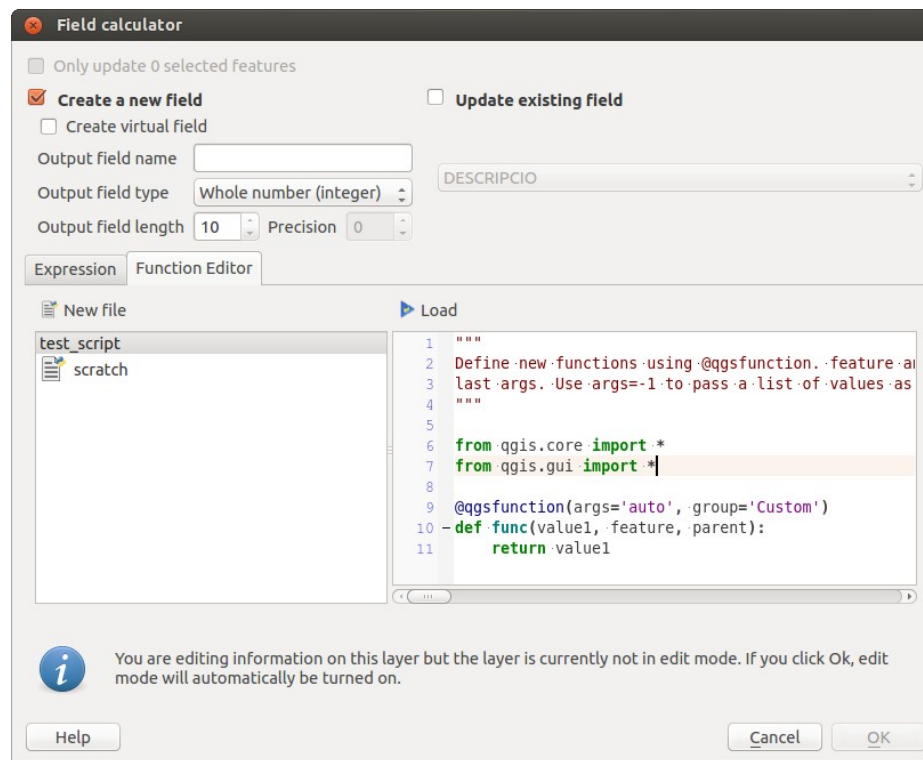 Field calculator
Only update 0 selected features
Create a new field
Update existing field
Create virtual field
Output field name
DESCRIPCIO
Output field type Whole number (integer)
Output field length 10 Precision 0
Expression Function Editor
New file
Load
test_script
scratch
1 """
2 Define new functions using @qgsfunction. feature
3 last args. Use args=-1 to pass a list of values as
4 """
5
6 from qgis.core import *
7 from qgis.gui import *
8
9 @qgsfunction(args='auto', group='Custom')
10 def func(value1, feature, parent):
11 return value1
You are editing information on this layer but the layer is currently not in edit mode. If you click Ok, edit
mode will automatically be turned on.
Help Cancel OK